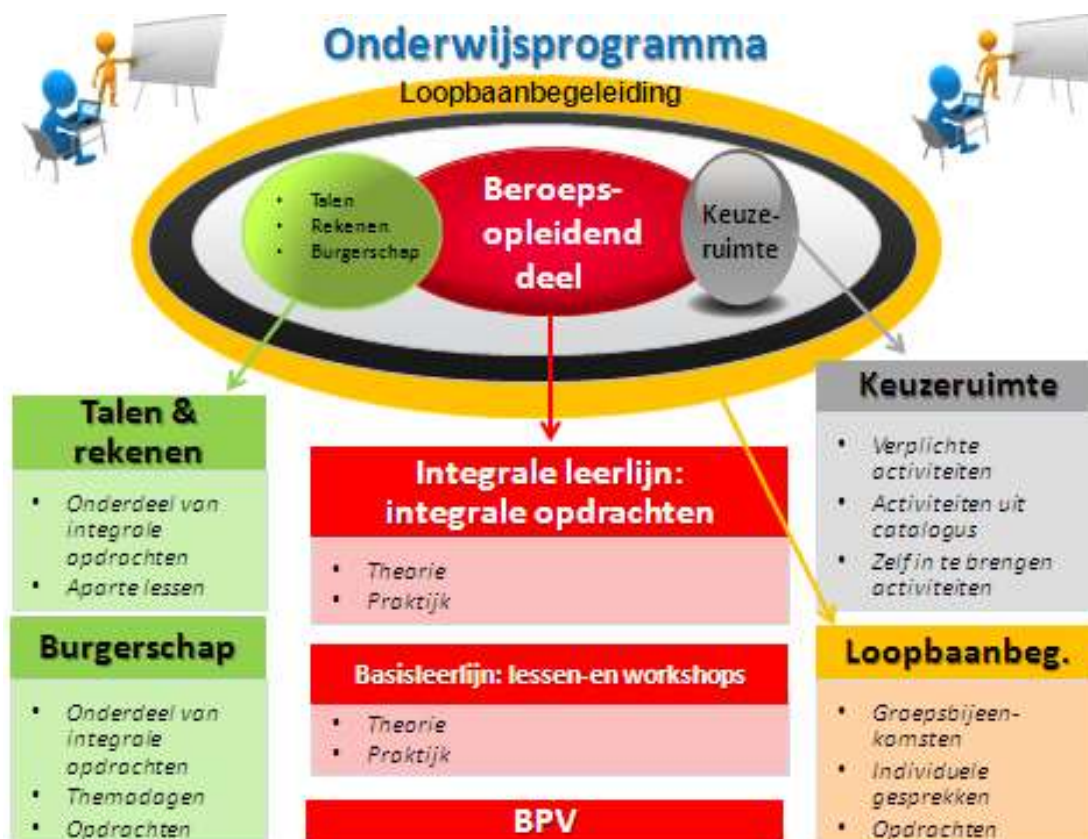 Onderwijsprogramma
Loopbaanbegeleiding
• Talen
• Rekenen
• Burgerschap
Beroeps-
opleidend
deel
Keuze-
ruimte
Talen &
rekenen
• Onderdeel van
integrale
opdrachten
• Aparte lessen
Burgerschap
• Onderdeel van
integrale
opdrachten
• Themadagen
• Opdrachten
Integrale leerlijn:
integrale opdrachten
• Theorie
• Praktijk
Basisleerlijn: lessen-en workshops
• Theorie
• Praktijk
BPV
Keuzeruimte
• Verplichte
activiteiten
• Activiteiten uit
catalogus
• Zelf in te brengen
activiteiten
Loopbaanbeg.
• Groepsbijeen-
komsten
• Individuele
gesprekken
• Opdrachten